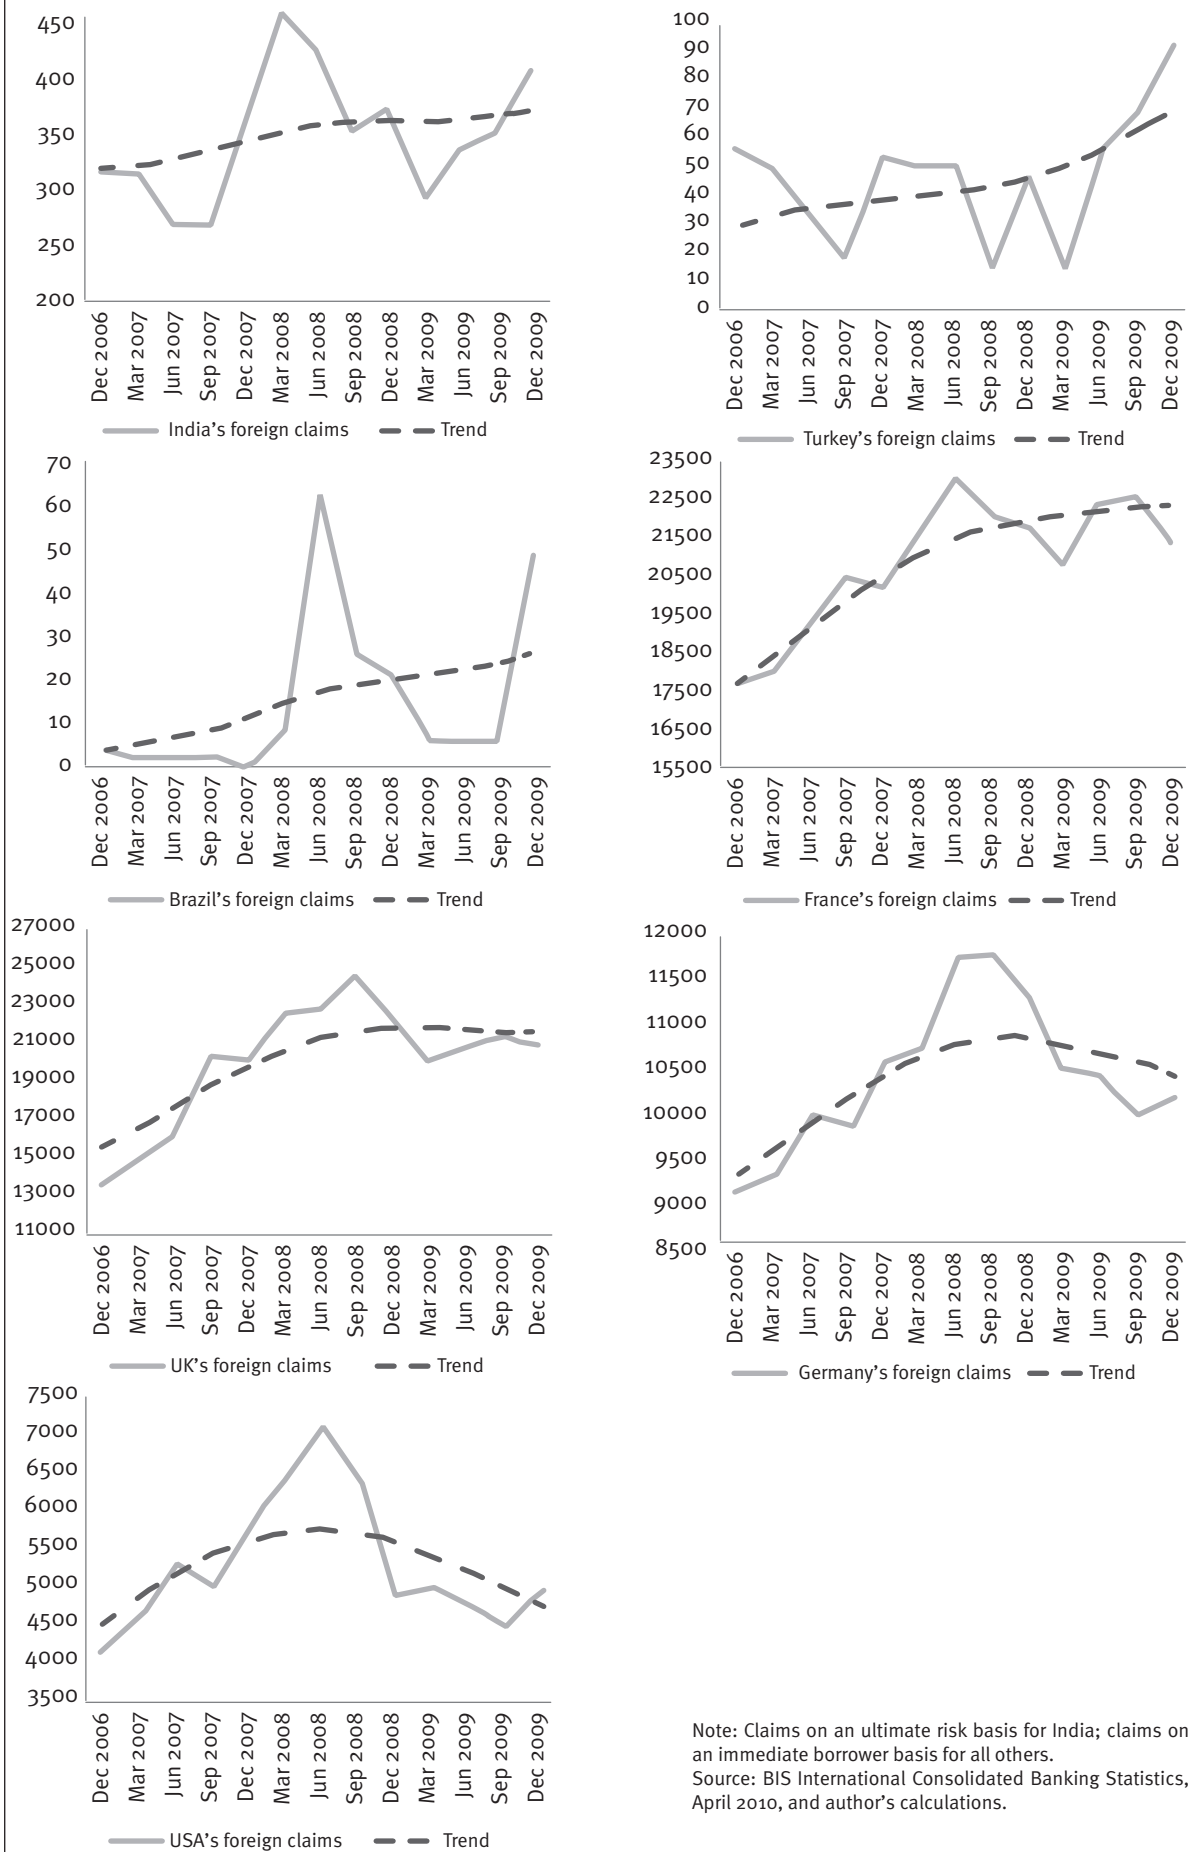 450
400
350
300
250
200
Dec 2006
Mar 2007
Jun 2007
Sep 2007
Dec 2007
Mar 2008
Jun 2008
Sep 2008
Dec 2008
Mar 2009
Jun 2009
Sep 2009
Dec 2009
India's foreign claims
Trend
100
90
80
70
60
50
40
30
20
10
0
Dec 2006
Mar 2007
Jun 2007
Sep 2007
Dec 2007
Mar 2008
Jun 2008
Sep 2008
Dec 2008
Mar 2009
Jun 2009
Sep 2009
Dec 2009
Turkey's foreign claims
Trend
70
60
50
40
30
20
10
0
Dec 2006
Mar 2007
Jun 2007
Sep 2007
Dec 2007
Mar 2008
Jun 2008
Sep 2008
Dec 2008
Mar 2009
Jun 2009
Sep 2009
Dec 2009
Brazil's foreign claims
Trend
23500
22500
21500
20500
19500
18500
17500
16500
15500
Dec 2006
Mar 2007
Jun 2007
Sep 2007
Dec 2007
Mar 2008
Jun 2008
Sep 2008
Dec 2008
Mar 2009
Jun 2009
Sep 2009
Dec 2009
France's foreign claims
Trend
27000
25000
23000
21000
19000
17000
15000
13000
11000
Dec 2006
Mar 2007
Jun 2007
Sep 2007
Dec 2007
Mar 2008
Jun 2008
Sep 2008
Dec 2008
Mar 2009
Jun 2009
Sep 2009
Dec 2009
UK's foreign claims
Trend
12000
11500
11000
10500
10000
9500
9000
8500
Dec 2006
Mar 2007
Jun 2007
Sep 2007
Dec 2007
Mar 2008
Jun 2008
Sep 2008
Dec 2008
Mar 2009
Jun 2009
Sep 2009
Dec 2009
Germany's foreign claims
Trend
7500
7000
6500
6000
5500
5000
4500
4000
3500
Dec 2006
Mar 2007
Jun 2007
Sep 2007
Dec 2007
Mar 2008
Jun 2008
Sep 2008
Dec 2008
Mar 2009
Jun 2009
Sep 2009
Dec 2009
USA's foreign claims
Trend
Note: Claims on an ultimate risk basis for India; claims on
an immediate borrower basis for all others.
Source: BIS International Consolidated Banking Statistics,
April 2010, and author's calculations.